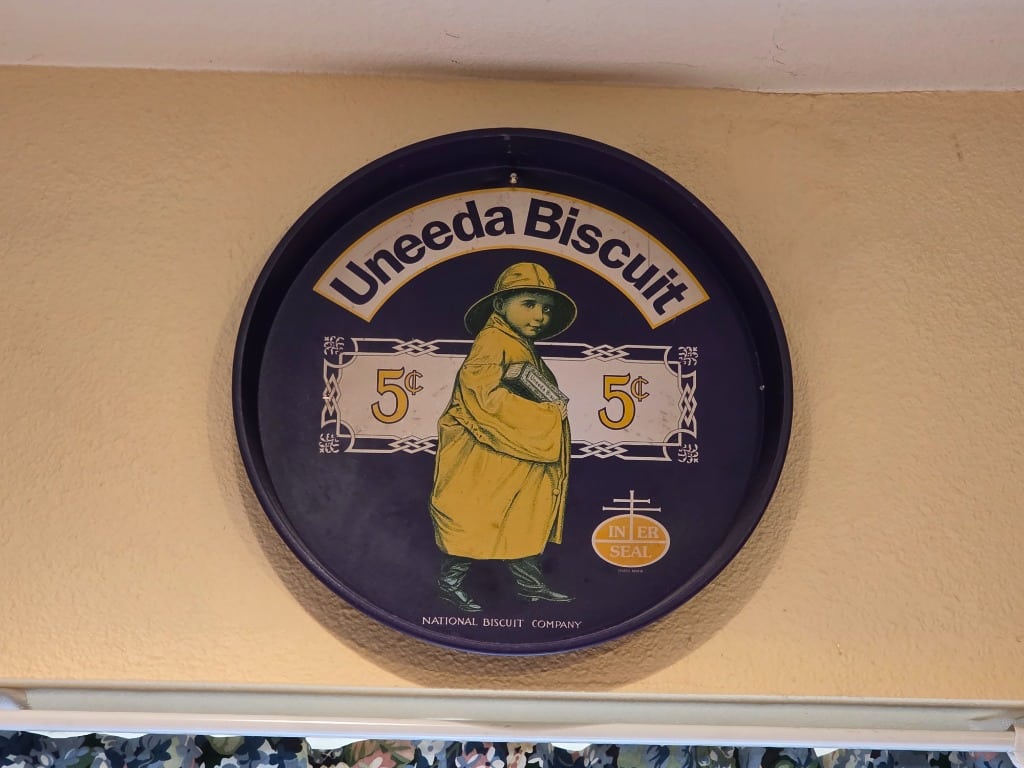 Uneeda Biscuit
5¢ 5¢
IN ER
SEAL
NATIONAL BISCUIT COMPANY